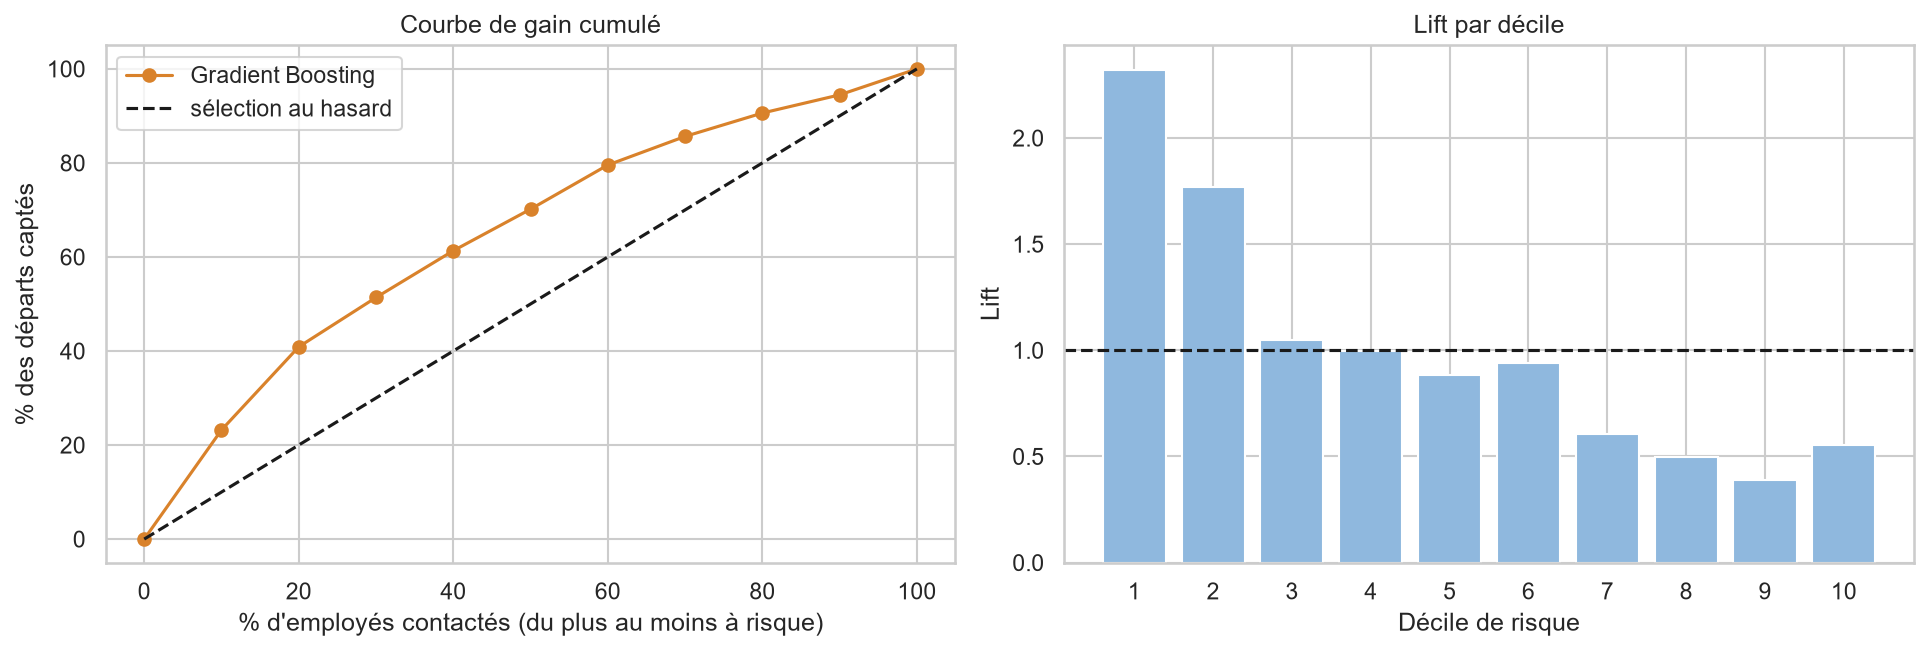 Courbe de gain cumulé
Gradient Boosting
sélection au hasard
100
80
60
40
20
0
% des départs captés
0 20 40 60 80 100
% d'employés contactés (du plus au moins à risque)
Lift par décile
2.0
1.5
1.0
0.5
0.0
Lift
1 2 3 4 5 6 7 8 9 10
Décile de risque